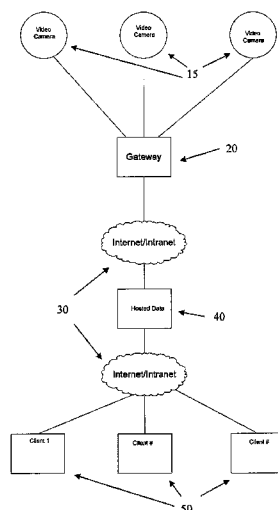 Video
Camera
Video
Camera
Video
Camera
15
Gateway
20
Internet/Intranet
30
Hosted Data
40
Internet/Intranet
Client 1
Client #
Client #
50